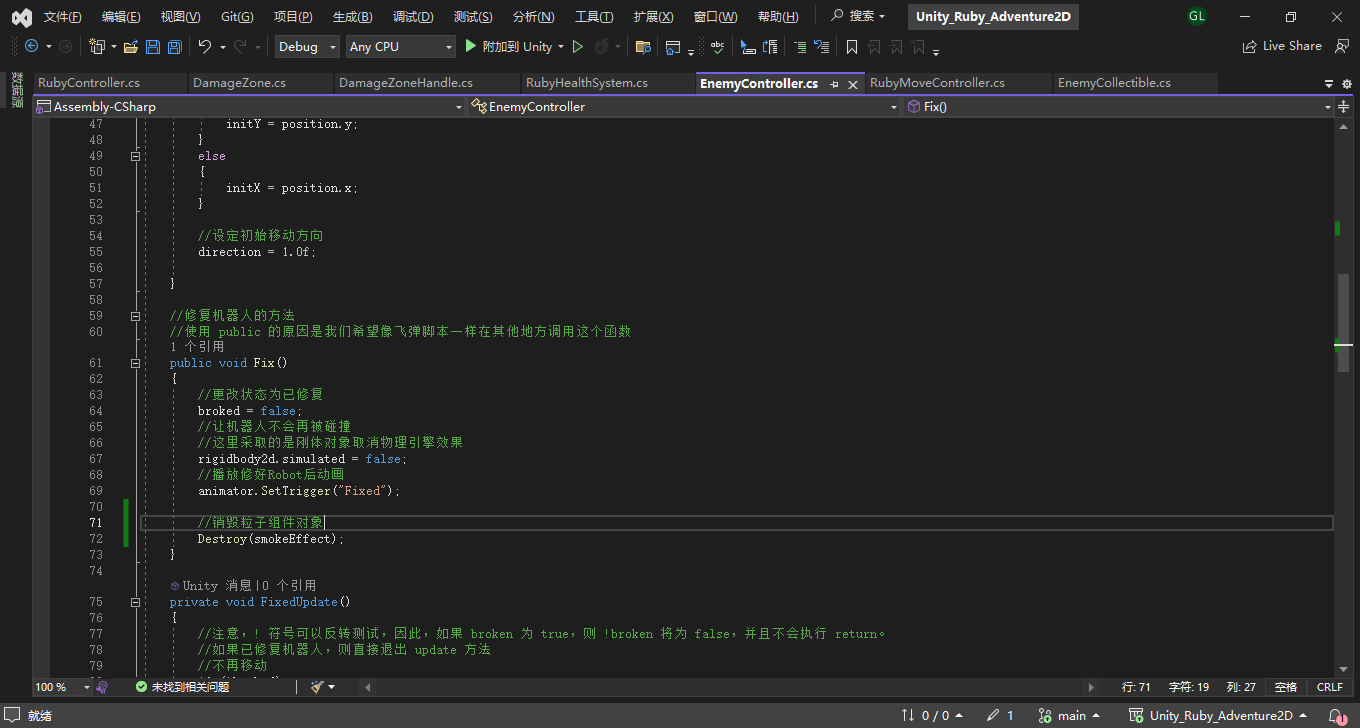 文件(F) 编辑(E) 视图(V) Git(G) 项目(P) 生成(B) 调试(D) 测试(S) 分析(N) 工具(T) 扩展(X) 窗口(W) 帮助(H) 搜索 Unity_Ruby_Adventure2D GL
Debug Any CPU 附加到 Unity Live Share
数据源
RubyController.cs DamageZone.cs DamageZoneHandle.cs RubyHealthSystem.cs EnemyController.cs RubyMoveController.cs EnemyCollectible.cs
Assembly-CSharp EnemyController Fix()
47 initY = position.y;
48 }
49 else
50 {
51 initX = position.x;
52 }
53
54 //设定初始移动方向
55 direction = 1.0f;
56
57 }
58
59 //修复机器人的方法
60 //使用 public 的原因是我们希望像飞弹脚本一样在其他地方调用这个函数
1 个引用
61 public void Fix()
62 {
63 //更改状态为已修复
64 broked = false;
65 //让机器人不会再被碰撞
66 //这里采取的是刚体对象取消物理引擎效果
67 rigidbody2d.simulated = false;
68 //播放修好Robot后动画
69 animator.SetTrigger("Fixed");
70
71 //销毁粒子组件对象
72 Destroy(smokeEffect);
73 }
74
Unity 消息|0 个引用
75 private void FixedUpdate()
76 {
77 //注意，! 符号可以反转测试，因此，如果 broken 为 true，则 !broken 将为 false，并且不会执行 return。
78 //如果已修复机器人，则直接退出 update 方法
79 //不再移动
100 % 未找到相关问题 行: 71 字符: 19 列: 27 空格 CRLF
就绪 0 / 0 1 main Unity_Ruby_Adventure2D 1